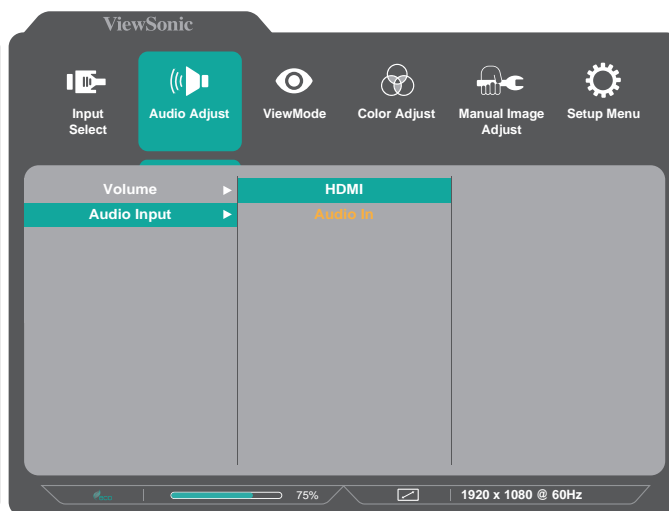 ViewSonic
Input
Select
Audio Adjust
ViewMode
Color Adjust
Manual Image
Adjust
Setup Menu
Volume
HDMI
Audio Input
Audio In
eco
75%
1920 x 1080 @ 60Hz